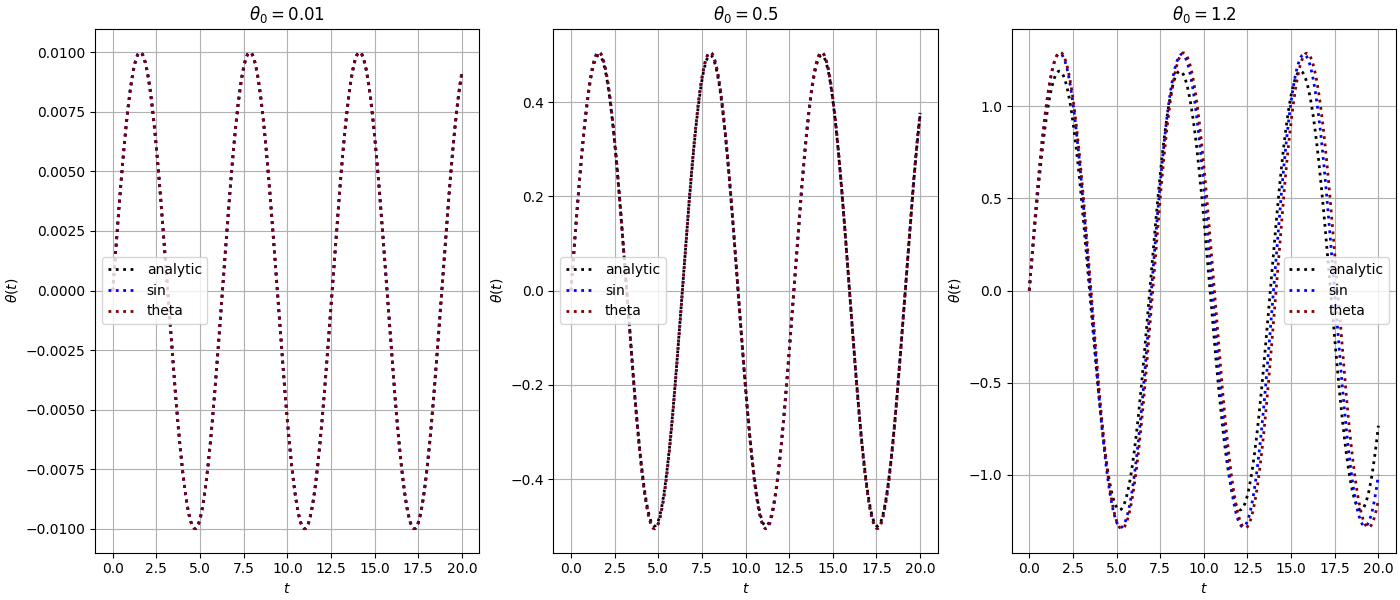 θ₀ = 0.01
0.0100
0.0075
0.0050
0.0025
0.0000
−0.0025
−0.0050
−0.0075
−0.0100
θ(t)
analytic
sin
theta
0.0 2.5 5.0 7.5 10.0 12.5 15.0 17.5 20.0
t
θ₀ = 0.5
0.4
0.2
0.0
−0.2
−0.4
θ(t)
analytic
sin
theta
0.0 2.5 5.0 7.5 10.0 12.5 15.0 17.5 20.0
t
θ₀ = 1.2
1.0
0.5
0.0
−0.5
−1.0
θ(t)
analytic
sin
theta
0.0 2.5 5.0 7.5 10.0 12.5 15.0 17.5 20.0
t